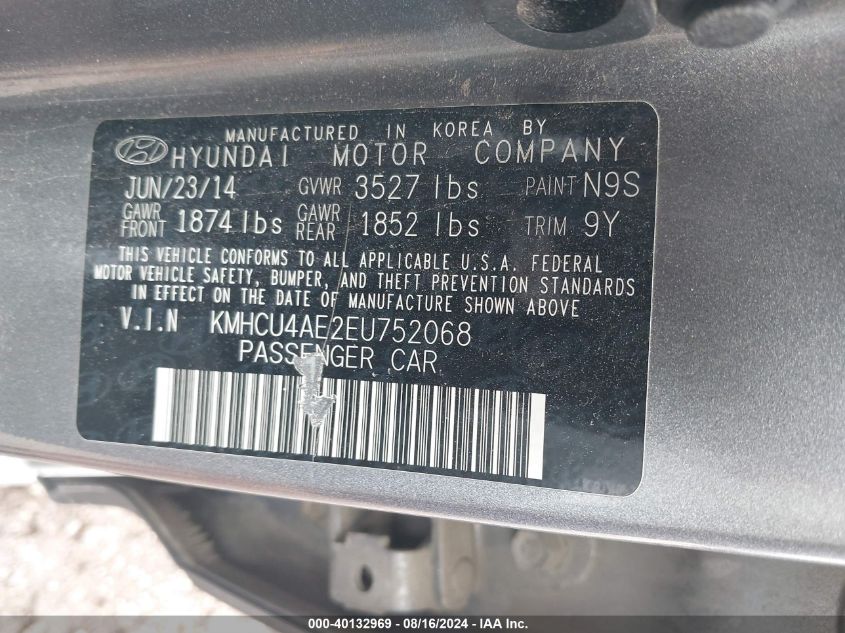 MANUFACTURED IN KOREA BY
HYUNDAI MOTOR COMPANY
JUN/23/14 GVWR 3527 lbs PAINT N9S
GAWR FRONT 1874 lbs GAWR REAR 1852 lbs TRIM 9Y
THIS VEHICLE CONFORMS TO ALL APPLICABLE U.S.A. FEDERAL
MOTOR VEHICLE SAFETY, BUMPER, AND THEFT PREVENTION STANDARDS
IN EFFECT ON THE DATE OF MANUFACTURE SHOWN ABOVE
V.I.N KMHCU4AE2EU752068
PASSENGER CAR
000-40132969 - 08/16/2024 - IAA Inc.